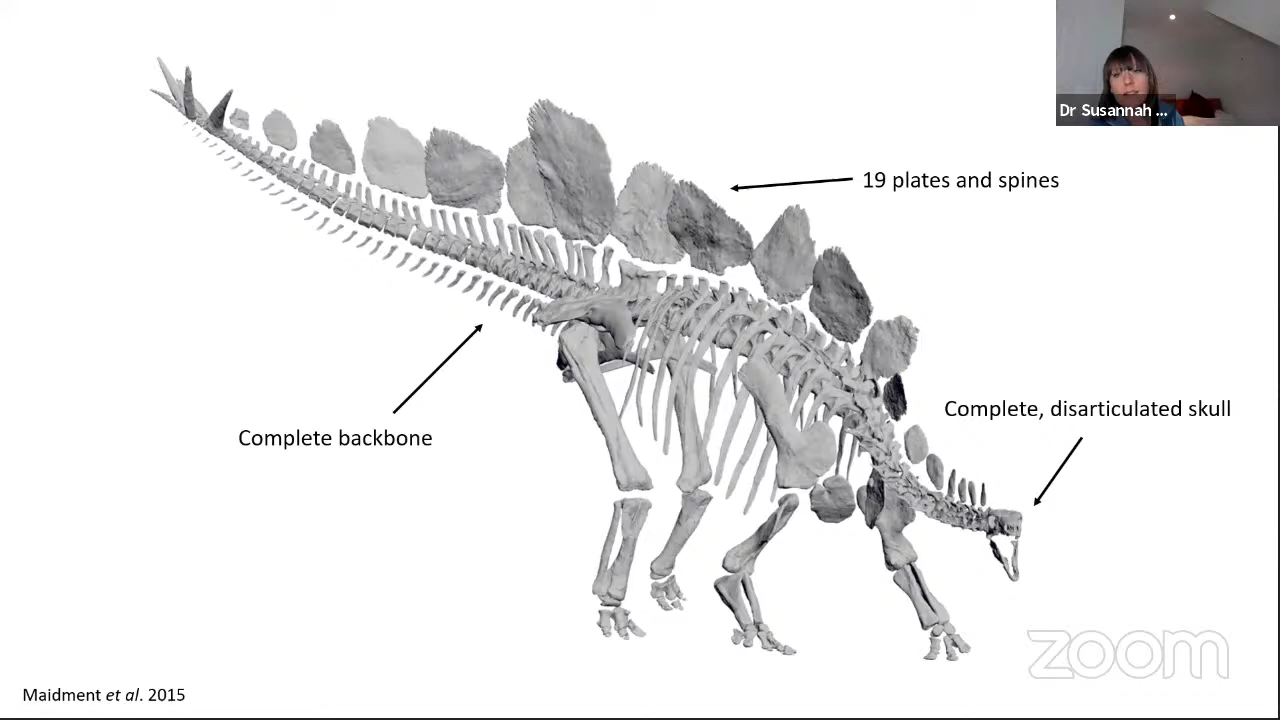 Dr Susannah ...
19 plates and spines
Complete, disarticulated skull
Complete backbone
zoom
Maidment et al. 2015